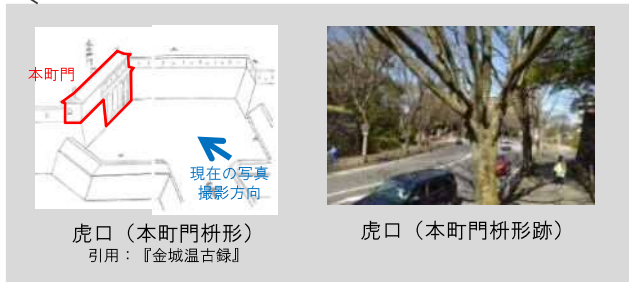 本町門
現在の写真
撮影方向
虎口（本町門枡形）
引用：『金城温古録』
虎口（本町門枡形跡）